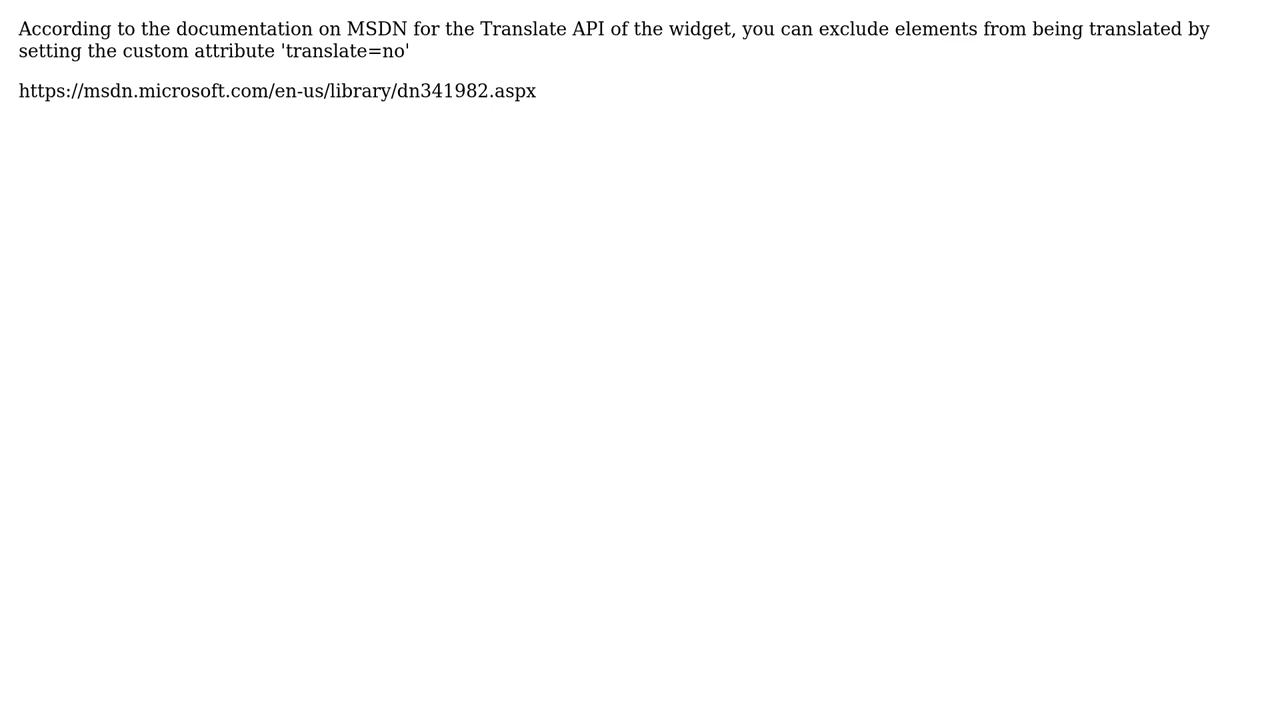 According to the documentation on MSDN for the Translate API of the widget, you can exclude elements from being translated by
setting the custom attribute 'translate=no'
https://msdn.microsoft.com/en-us/library/dn341982.aspx